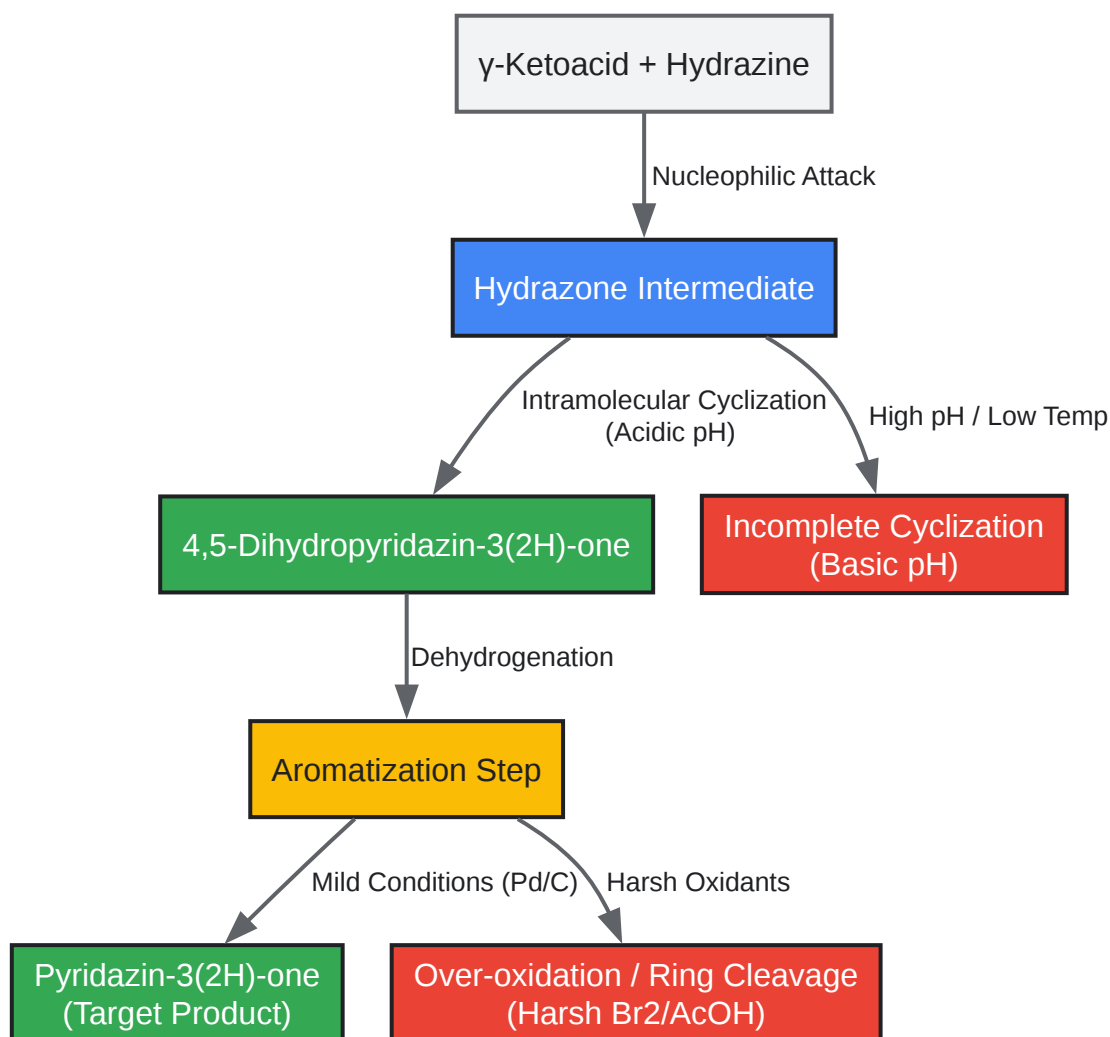 γ-Ketoacid + Hydrazine
Nucleophilic Attack
Hydrazone Intermediate
Intramolecular Cyclization
(Acidic pH)
High pH / Low Temp
4,5-Dihydropyridazin-3(2H)-one
Incomplete Cyclization
(Basic pH)
Dehydrogenation
Aromatization Step
Mild Conditions (Pd/C)
Harsh Oxidants
Pyridazin-3(2H)-one
(Target Product)
Over-oxidation / Ring Cleavage
(Harsh Br2/AcOH)